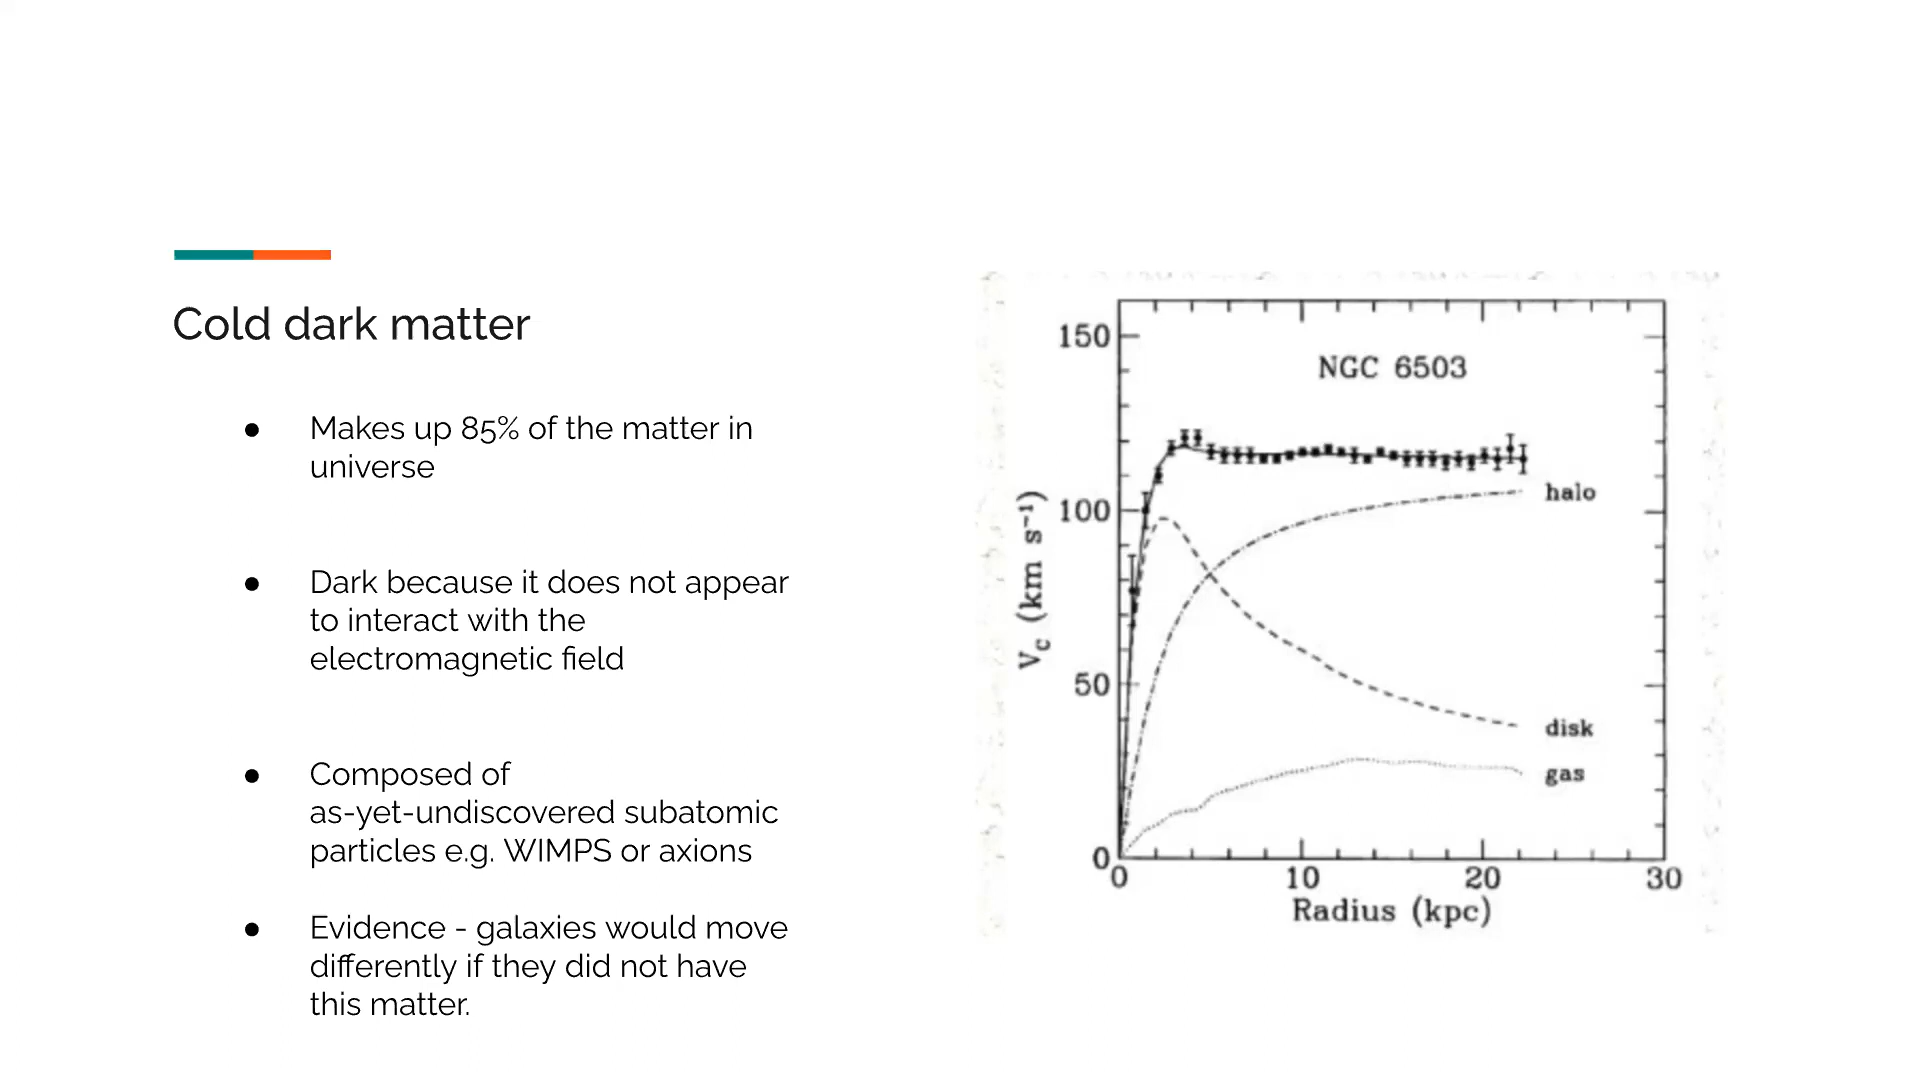 Cold dark matter
● Makes up 85% of the matter in
universe
● Dark because it does not appear
to interact with the
electromagnetic field
● Composed of
as-yet-undiscovered subatomic
particles e.g. WIMPS or axions
● Evidence - galaxies would move
differently if they did not have
this matter.
NGC 6503
150
100
50
0
V_c (km s⁻¹)
halo
disk
gas
0 10 20 30
Radius (kpc)